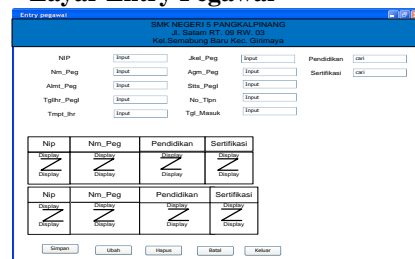 Layar Entry Pegawai
Entry pegawai
SMK NEGERI 5 PANGKALPINANG
Jl. Salam RT. 09 RW. 03
Kel.Semabung Baru Kec. Girimaya
NIP Input Jkel_Peg Input Pendidikan cari
Nm_Peg Input Agm_Peg Input Sertifikasi cari
Almt_Peg Input Stts_Pegl Input
Tgllhr_Pegl Input No_Tlpn Input
Tmpt_lhr Input Tgl_Masuk Input
Nip Nm_Peg Pendidikan Sertifikasi
Display Display Display Display
Display Display Display Display
Nip Nm_Peg Pendidikan Sertifikasi
Display Display Display Display
Display Display Display Display
Simpan Ubah Hapus Batal Keluar